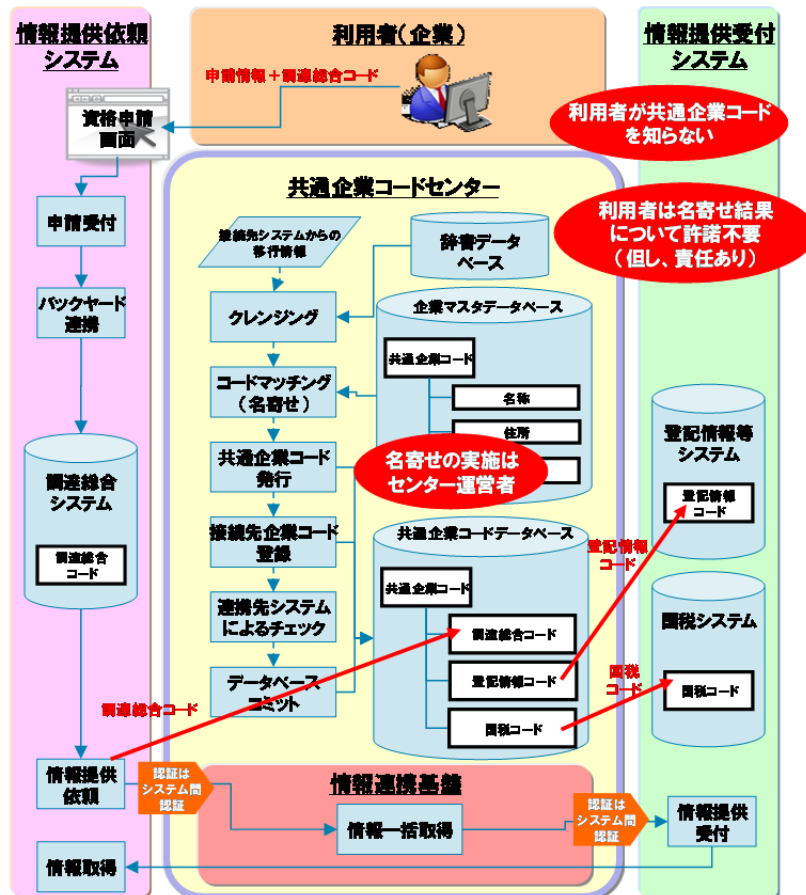 情報提供依頼
システム
利用者(企業)
情報提供受付
システム
申請情報+調達総合コード
資格申請
画面
利用者が共通企業コード
を知らない
共通企業コードセンター
利用者は名寄せ結果
について許諾不要
(但し、責任あり)
申請受付
接続先システムからの
移行情報
辞書データ
ベース
バックヤード
連携
クレンジング
企業マスタデータベース
共通企業コード
コードマッチング
(名寄せ)
名称
住所
登記情報等
システム
登記情報
コード
共通企業コード
発行
名寄せの実施は
センター運営者
調達総合
システム
調達総合
コード
接続先企業コード
登録
共通企業コードデータベース
登記情報
コード
共通企業コード
連携先システム
によるチェック
調達総合コード
国税システム
データベース
コミット
登記情報コード
国税
コード
国税コード
調達総合コード
国税コード
情報提供
依頼
認証は
システム間
認証
情報連携基盤
情報一括取得
認証は
システム間
認証
情報提供
受付
情報取得